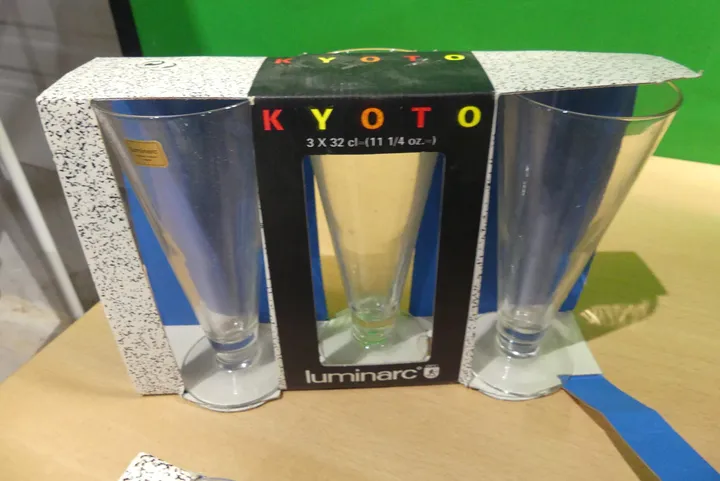 KYOTO
KYOTO
3 X 32 cl-(11 1/4 oz.-)
luminarc